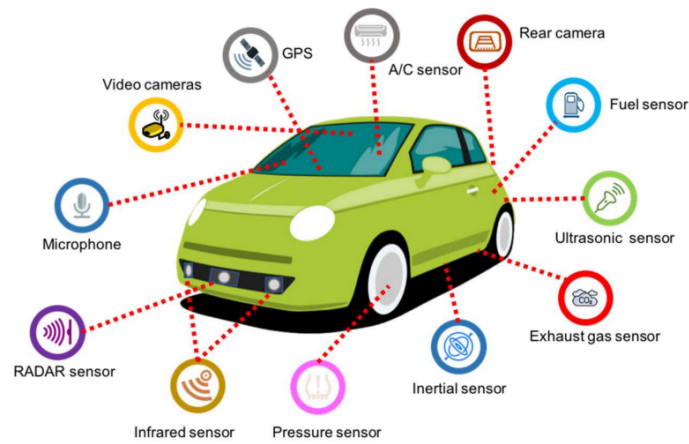 GPS
A/C sensor
Rear camera
Video cameras
Fuel sensor
Microphone
Ultrasonic sensor
CO₂
Exhaust gas sensor
RADAR sensor
Inertial sensor
Infrared sensor
Pressure sensor